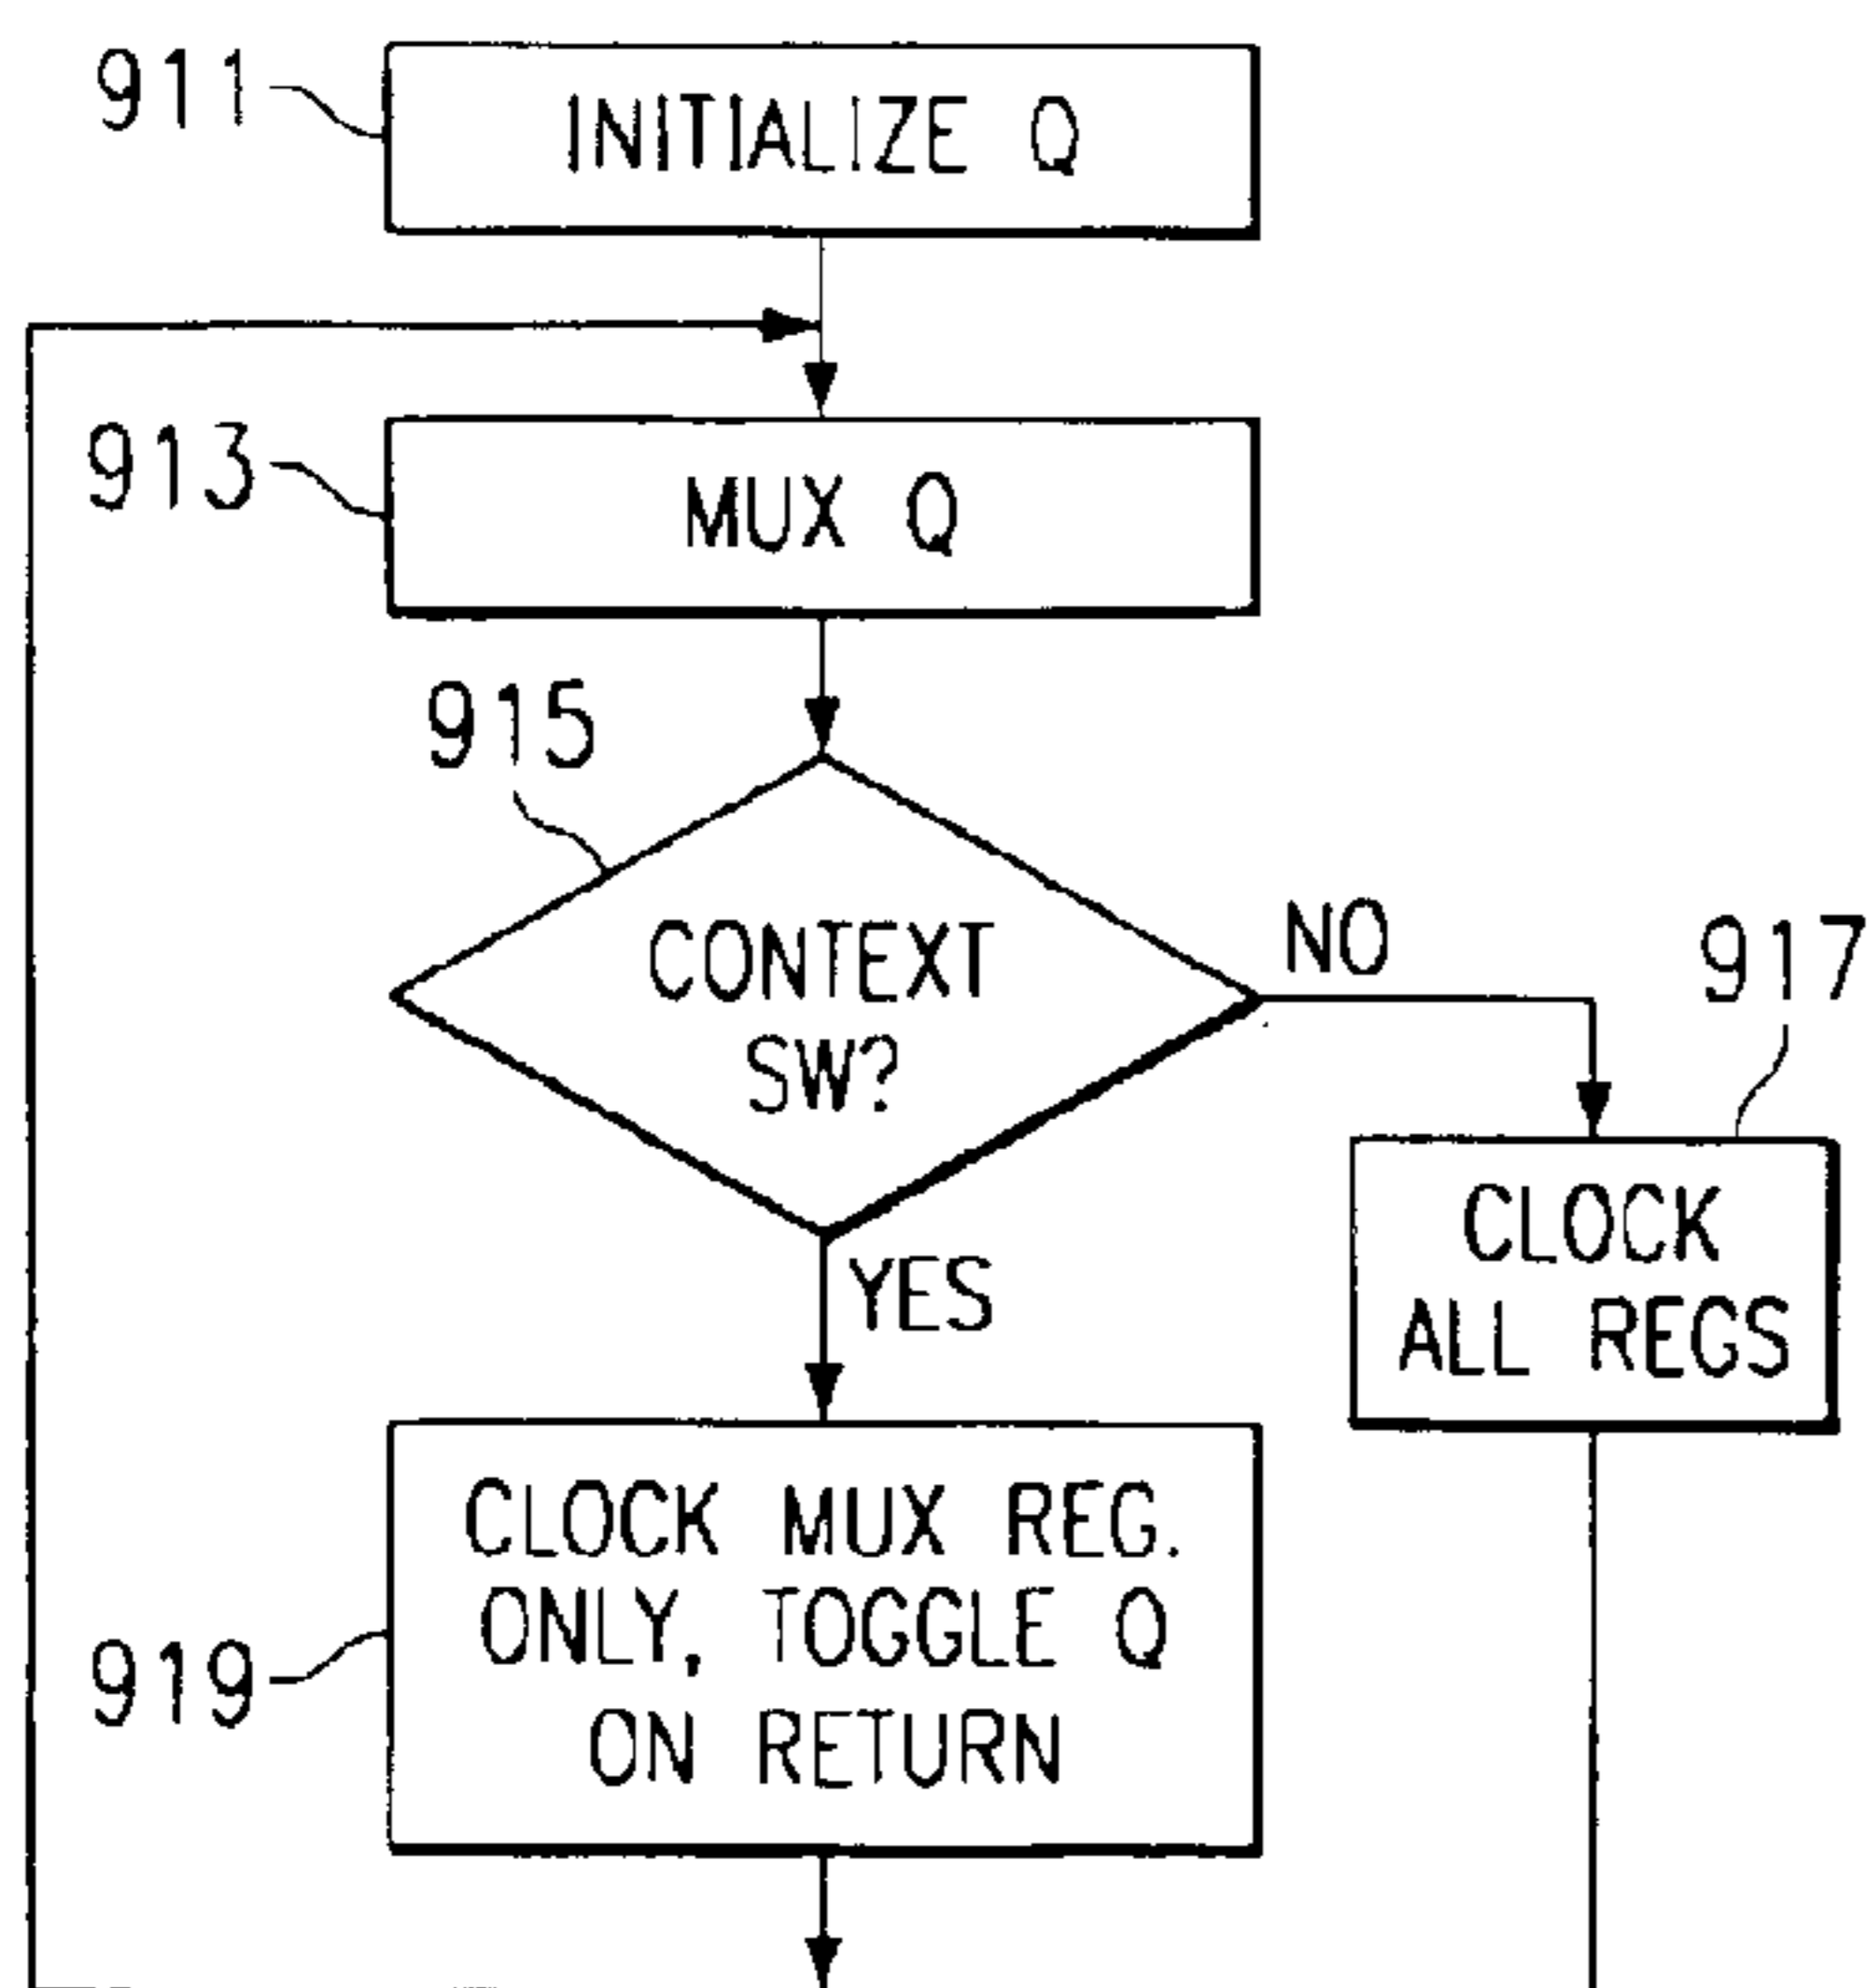 911
INITIALIZE Q
913
MUX Q
915
CONTEXT
SW?
NO
917
CLOCK
ALL REGS
YES
919
CLOCK MUX REG.
ONLY, TOGGLE Q
ON RETURN